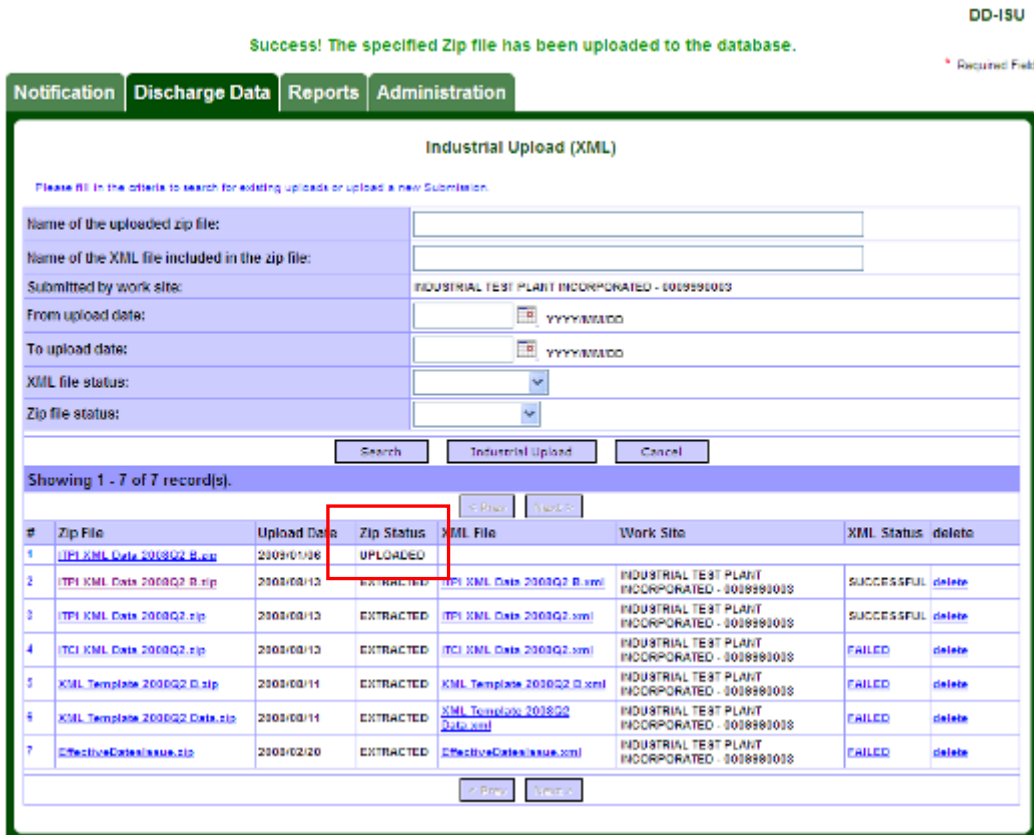 DD-ISU
Success! The specified Zip file has been uploaded to the database.
* Required Field
Notification Discharge Data Reports Administration
Industrial Upload (XML)
Please fill in the criteria to search for existing uploads or upload a new Submission.
Name of the uploaded zip file:
Name of the XML file included in the zip file:
Submitted by work site: INDUSTRIAL TEST PLANT INCORPORATED - 0009990003
From upload date: YYYY/MM/DD
To upload date: YYYY/MM/DD
XML file status:
Zip file status:
Search Industrial Upload Cancel
Showing 1 - 7 of 7 record(s).
< Prev Next >
# Zip File Upload Date Zip Status XML File Work Site XML Status delete
1 ITPI XML Data 2008Q2 B.zip 2009/01/06 UPLOADED
2 ITPI XML Data 2008Q2 B.zip 2008/08/13 EXTRACTED ITPI XML Data 2008Q2 B.xml INDUSTRIAL TEST PLANT INCORPORATED - 0009990003 SUCCESSFUL delete
3 ITPI XML Data 2008Q2.zip 2008/08/13 EXTRACTED ITPI XML Data 2008Q2.xml INDUSTRIAL TEST PLANT INCORPORATED - 0009990003 SUCCESSFUL delete
4 ITCI XML Data 2008Q2.zip 2008/08/13 EXTRACTED ITCI XML Data 2008Q2.xml INDUSTRIAL TEST PLANT INCORPORATED - 0009990003 FAILED delete
5 XML Template 2008Q2 D.zip 2008/08/11 EXTRACTED XML Template 2008Q2 D.xml INDUSTRIAL TEST PLANT INCORPORATED - 0009990003 FAILED delete
6 XML Template 2008Q2 Data.zip 2008/08/11 EXTRACTED XML Template 2008Q2 Data.xml INDUSTRIAL TEST PLANT INCORPORATED - 0009990003 FAILED delete
7 EffectiveDatesIssue.zip 2008/02/20 EXTRACTED EffectiveDatesIssue.xml INDUSTRIAL TEST PLANT INCORPORATED - 0009990003 FAILED delete
< Prev Next >